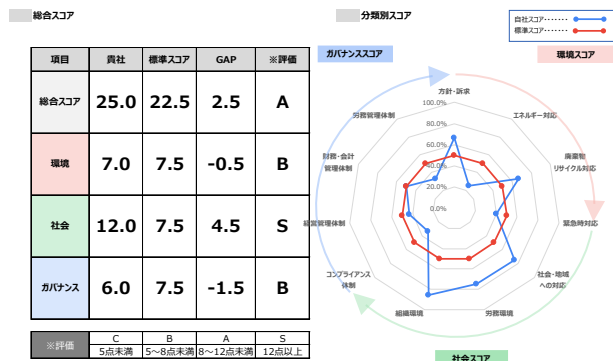 総合スコア
分類別スコア
自社スコア‥‥‥
標準スコア‥‥‥
項目 貴社 標準スコア GAP ※評価
総合スコア 25.0 22.5 2.5 A
環境 7.0 7.5 -0.5 B
社会 12.0 7.5 4.5 S
ガバナンス 6.0 7.5 -1.5 B
※評価 C B A S
5点未満 5～8点未満 8～12点未満 12点以上
ガバナンススコア
環境スコア
方針・訴求
100.0%
80.0%
60.0%
40.0%
20.0%
0.0%
エネルギー対応
廃棄物
リサイクル対応
緊急時対応
社会・地域
への対応
労務環境
組織環境
コンプライアンス
体制
経営管理体制
財務・会計
管理体制
労務管理体制
社会スコア